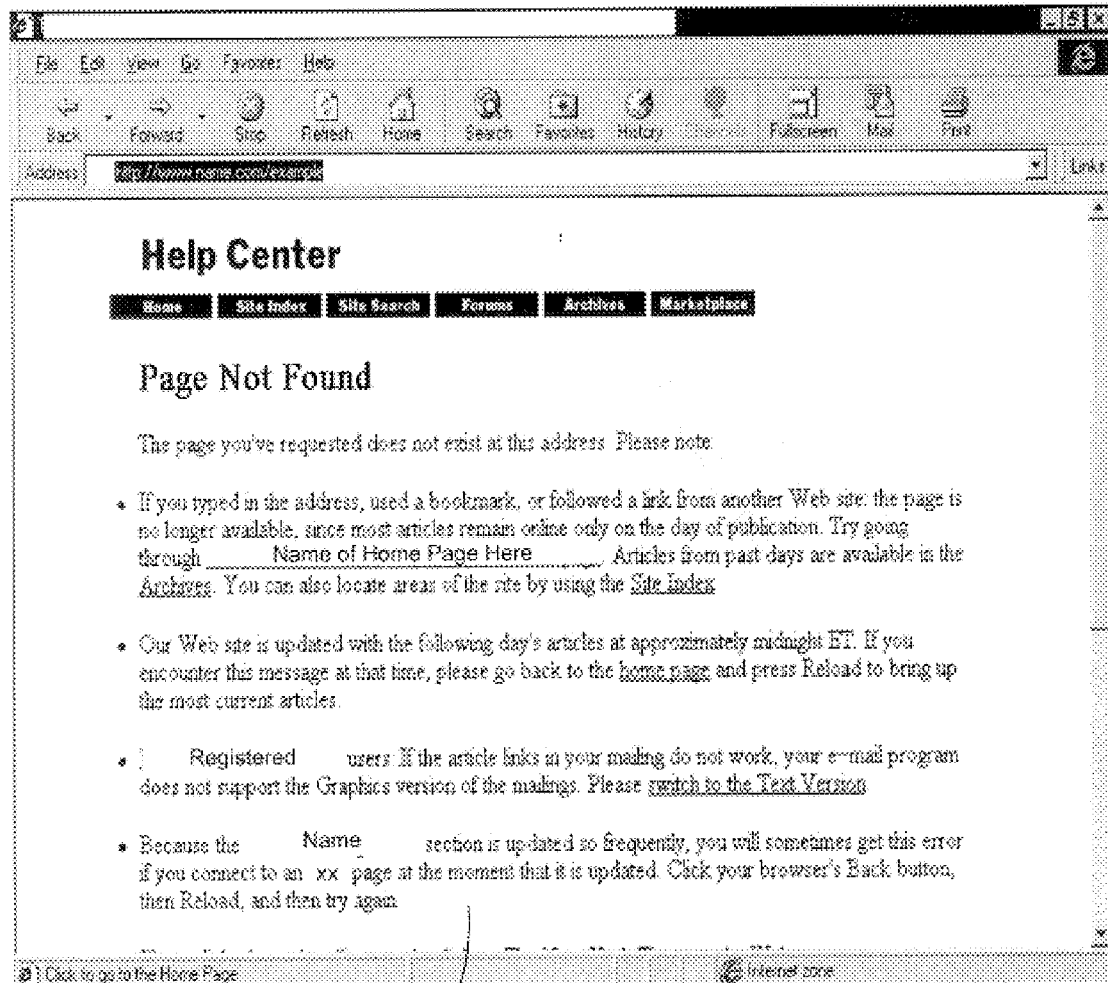 File Edit View Go Favorites Help
Back Forward Stop Refresh Home Search Favorites History Channels Fullscreen Mail Print
Address http://www.name.com/example Links
Help Center
Home Site Index Site Search Forums Archives Marketplace
Page Not Found
The page you've requested does not exist at this address. Please note:
• If you typed in the address, used a bookmark, or followed a link from another Web site: the page is
no longer available, since most articles remain online only on the day of publication. Try going
through Name of Home Page Here . Articles from past days are available in the
Archives. You can also locate areas of the site by using the Site Index
• Our Web site is updated with the following day's articles at approximately midnight ET. If you
encounter this message at that time, please go back to the home page and press Reload to bring up
the most current articles.
• Registered users: If the article links in your mailing do not work, your e-mail program
does not support the Graphics version of the mailings. Please switch to the Text Version
• Because the Name section is updated so frequently, you will sometimes get this error
if you connect to an xx page at the moment that it is updated. Click your browser's Back button,
then Reload, and then try again
Click to go to the Home Page Internet zone